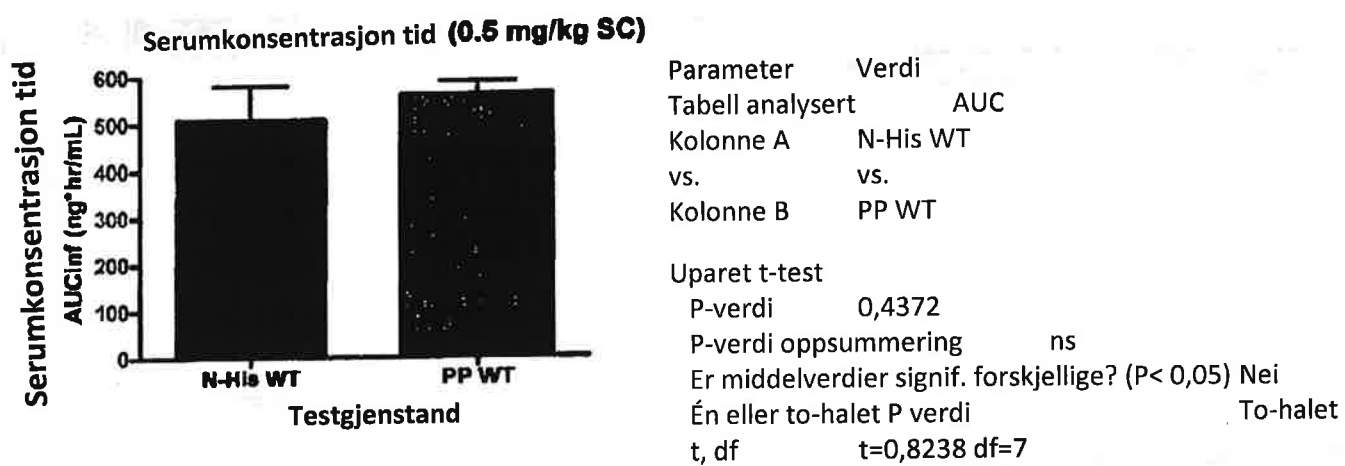 Serumkonsentrasjon tid (0.5 mg/kg SC)
Serumkonsentrasjon tid
AUCinf (ng*hr/mL)
600
500
400
300
200
100
0
N-His WT
PP WT
Testgjenstand
Parameter Verdi
Tabell analysert AUC
Kolonne A N-His WT
vs. vs.
Kolonne B PP WT
Uparet t-test
P-verdi 0,4372
P-verdi oppsummering ns
Er middelverdier signif. forskjellige? (P< 0,05) Nei
Én eller to-halet P verdi To-halet
t, df t=0,8238 df=7